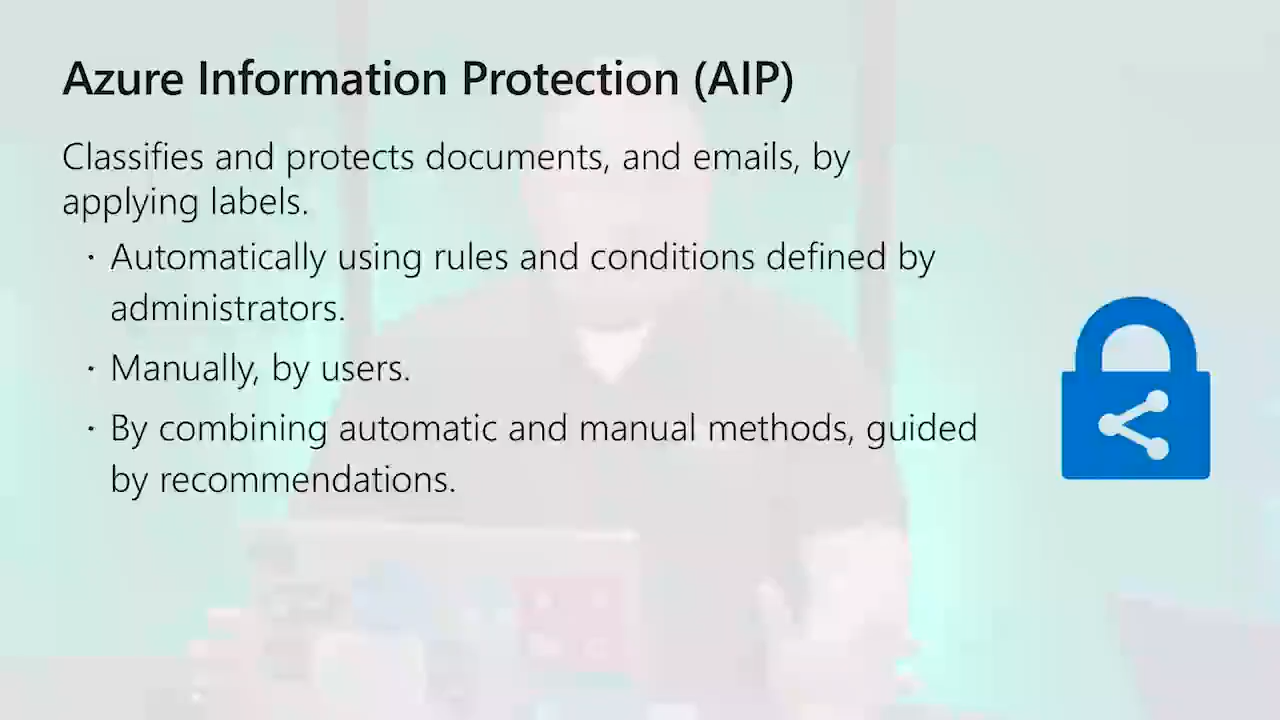 Azure Information Protection (AIP)
Classifies and protects documents, and emails, by
applying labels.
· Automatically using rules and conditions defined by
administrators.
· Manually, by users.
· By combining automatic and manual methods, guided
by recommendations.